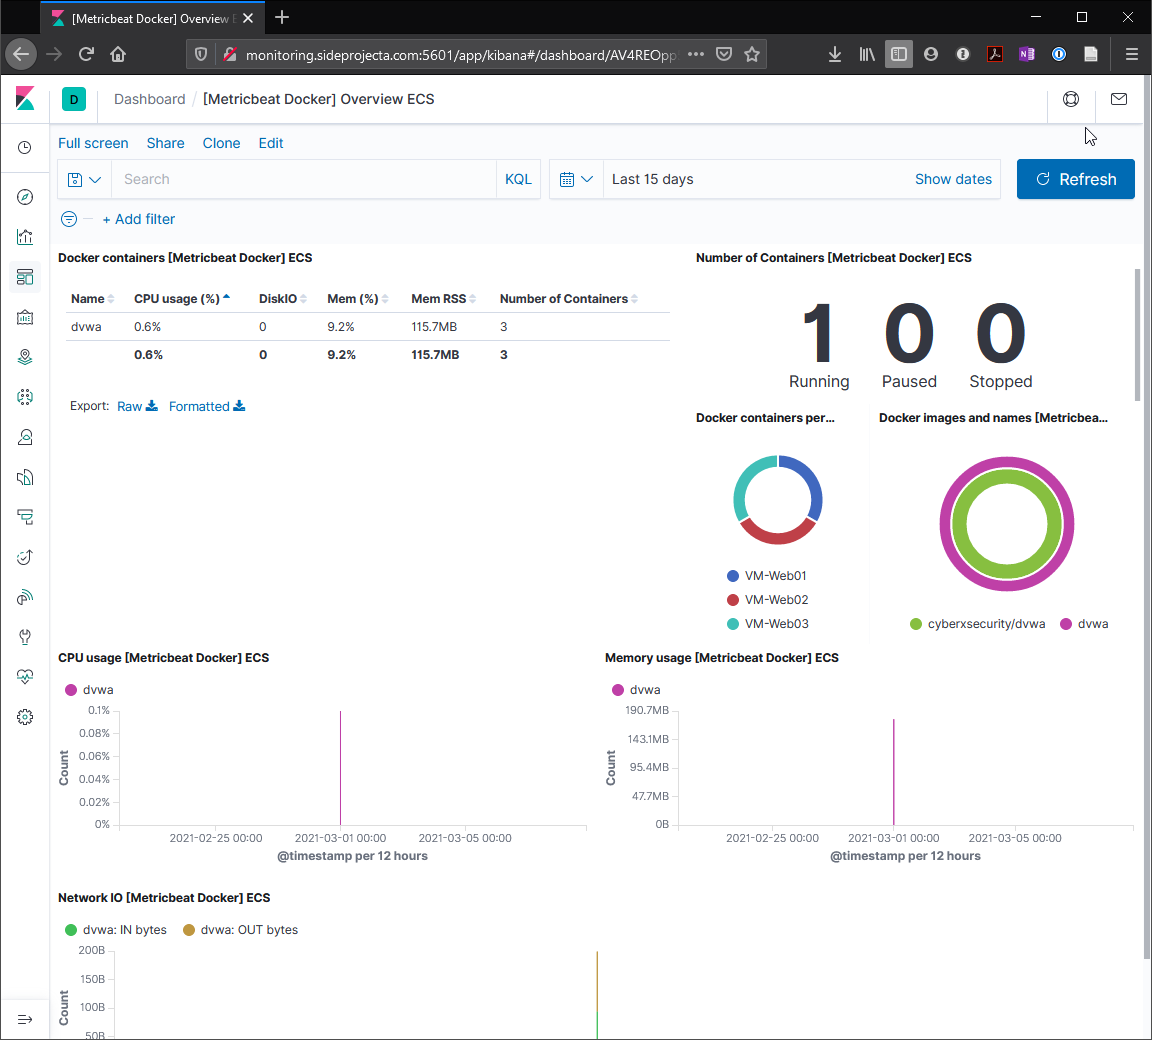 [Metricbeat Docker] Overview E
monitoring.sideprojecta.com:5601/app/kibana#/dashboard/AV4REOpp
D
Dashboard / [Metricbeat Docker] Overview ECS
Full screen Share Clone Edit
Search KQL Last 15 days Show dates Refresh
+ Add filter
Docker containers [Metricbeat Docker] ECS
Name CPU usage (%) DiskIO Mem (%) Mem RSS Number of Containers
dvwa 0.6% 0 9.2% 115.7MB 3
0.6% 0 9.2% 115.7MB 3
Export: Raw Formatted
Number of Containers [Metricbeat Docker] ECS
1 0 0
Running Paused Stopped
Docker containers per...
VM-Web01
VM-Web02
VM-Web03
Docker images and names [Metricbea...
cyberxsecurity/dvwa dvwa
CPU usage [Metricbeat Docker] ECS
dvwa
0.1%
0.08%
0.06%
0.04%
0.02%
0%
Count
2021-02-25 00:00 2021-03-01 00:00 2021-03-05 00:00
@timestamp per 12 hours
Memory usage [Metricbeat Docker] ECS
dvwa
190.7MB
143.1MB
95.4MB
47.7MB
0B
Count
2021-02-25 00:00 2021-03-01 00:00 2021-03-05 00:00
@timestamp per 12 hours
Network IO [Metricbeat Docker] ECS
dvwa: IN bytes dvwa: OUT bytes
200B
150B
100B
50B
Count